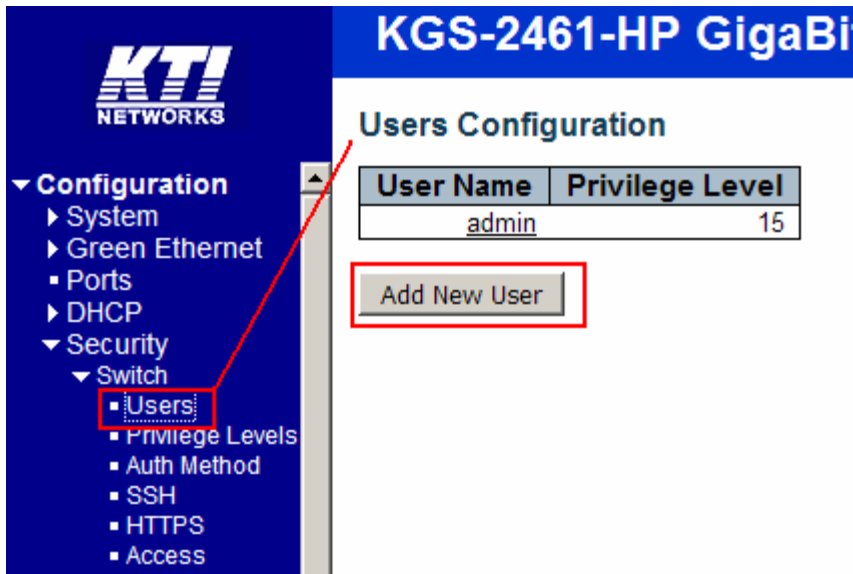 KTI
NETWORKS
KGS-2461-HP GigaBi
Configuration
System
Green Ethernet
Ports
DHCP
Security
Switch
Users
Privilege Levels
Auth Method
SSH
HTTPS
Access
Users Configuration
User Name Privilege Level
admin 15
Add New User